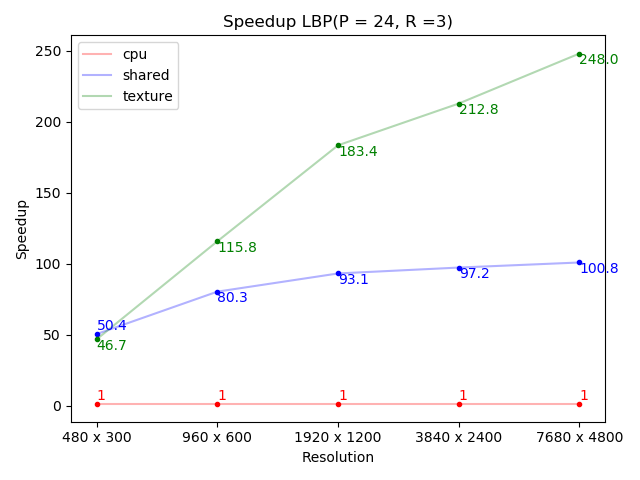 Speedup LBP(P = 24, R =3)
cpu
shared
texture
Speedup
250
200
150
100
50
0
50.4
46.7
115.8
80.3
183.4
93.1
212.8
97.2
248.0
100.8
1
1
1
1
1
480 x 300
960 x 600
1920 x 1200
3840 x 2400
7680 x 4800
Resolution